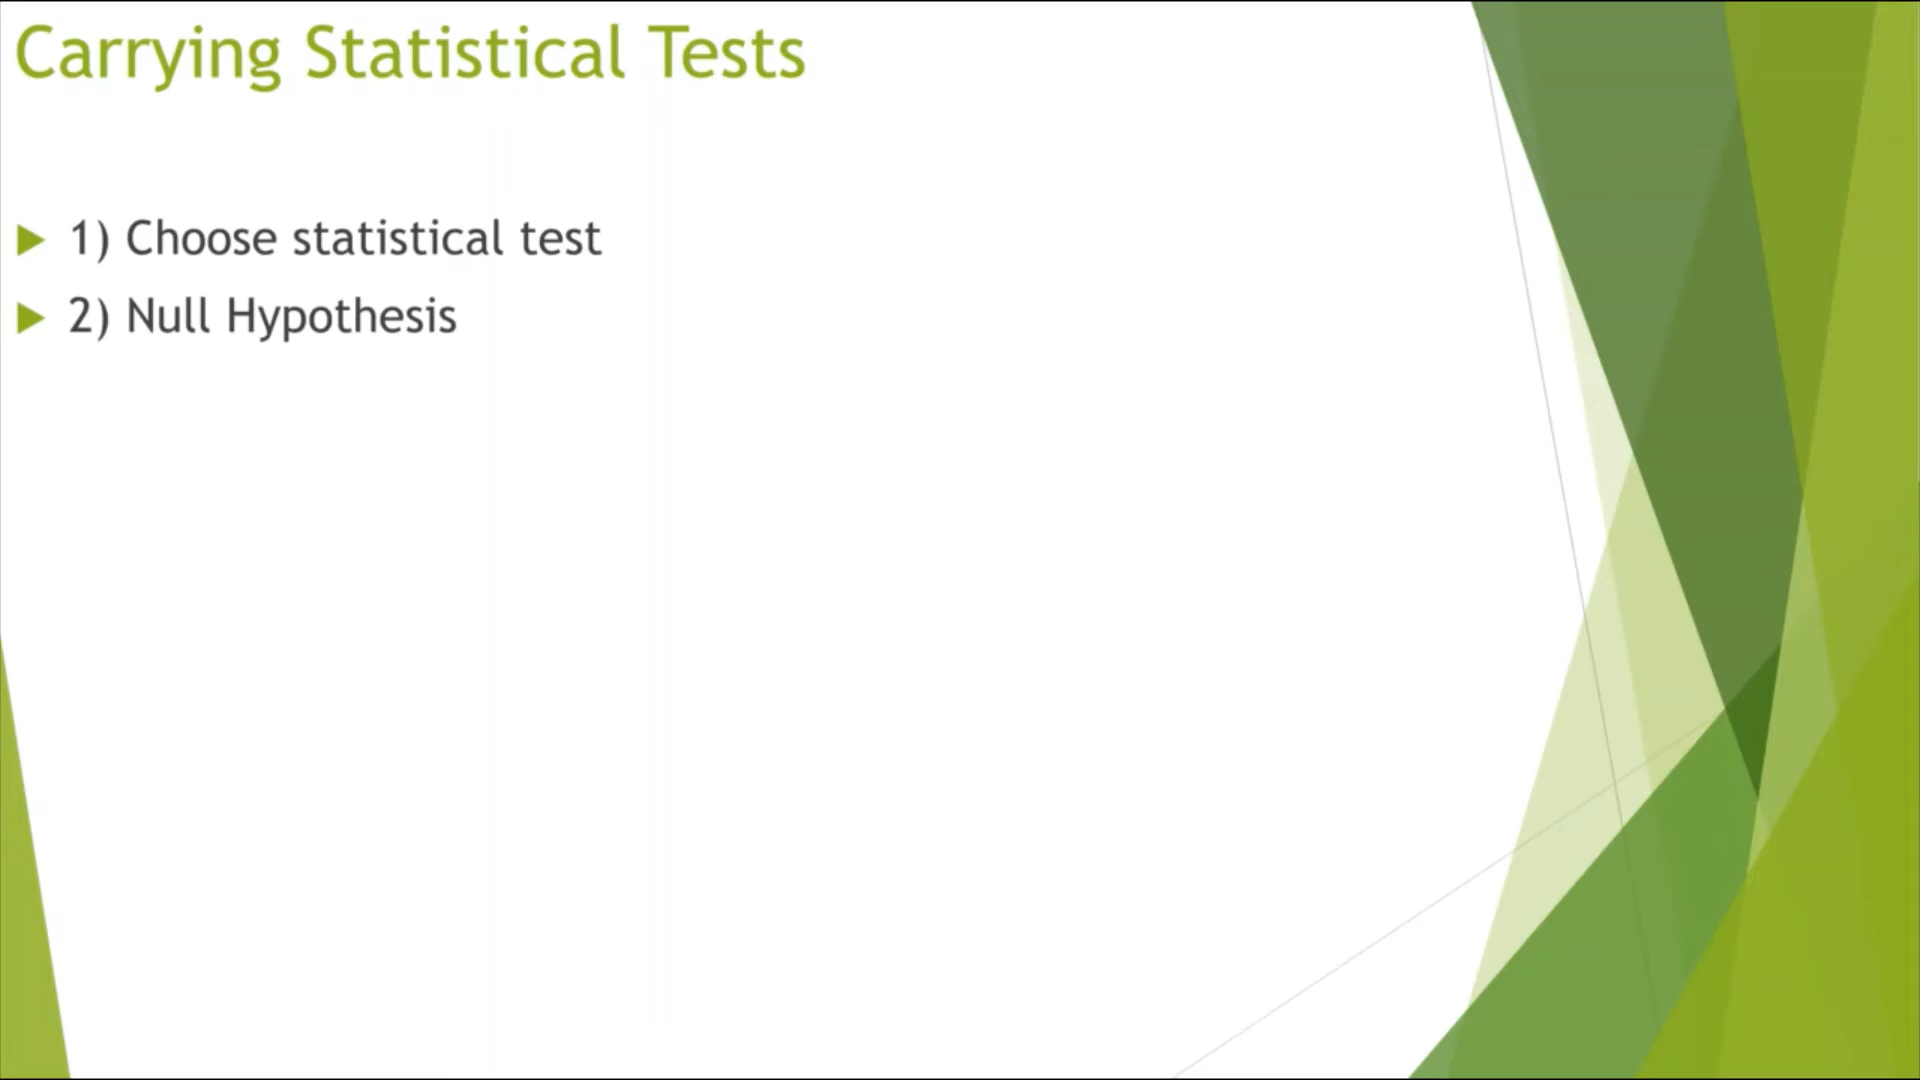 Carrying Statistical Tests
1) Choose statistical test
2) Null Hypothesis